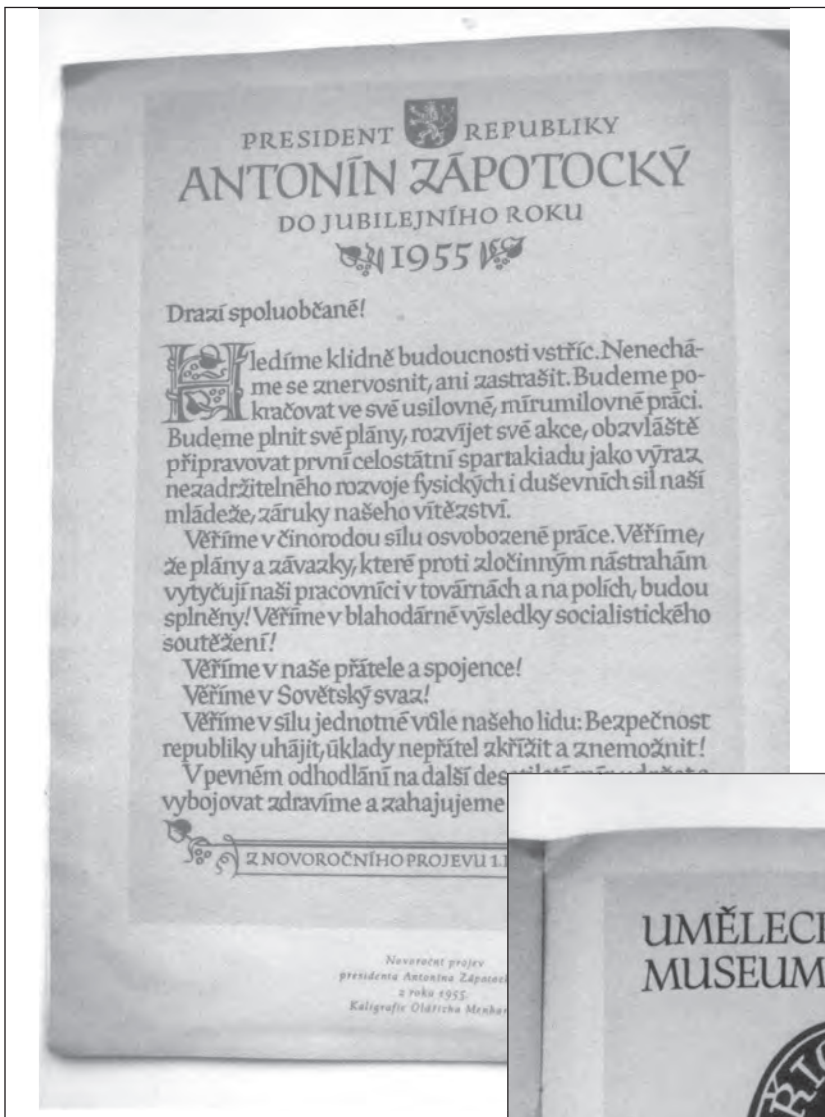 PRESIDENT REPUBLIKY
ANTONÍN ZÁPOTOCKÝ
DO JUBILEJNÍHO ROKU
1955
Drazí spoluobčané!
Hledíme klidně budoucnosti vstříc. Nenechá-
me se znervosnit, ani zastrašit. Budeme po-
kračovat ve své usilovné, mírumilovné práci.
Budeme plnit své plány, rozvíjet své akce, obzvláště
připravovat první celostátní spartakiadu jako výraz
nezadržitelného rozvoje fysických i duševních sil naší
mládeže, záruky našeho vítězství.
Věříme v činorodou sílu osvobozené práce. Věříme,
že plány a závazky, které proti zločinným nástrahám
vytyčují naši pracovníci v továrnách a na polích, budou
splněny! Věříme v blahodárné výsledky socialistického
soutěžení!
Věříme v naše přátele a spojence!
Věříme v Sovětský svaz!
Věříme v sílu jednotné vůle našeho lidu: Bezpečnost
republiky uhájit, úklady nepřátel zkřížit a znemožnit!
V pevném odhodlání na další
vybojovat zdravíme a zahajujeme
Z NOVOROČNÍHO PROJEVU 1.
Novoroční projev
presidenta Antonína
z roku 1955.
Kaligrafie Oldřicha
MUSEUM